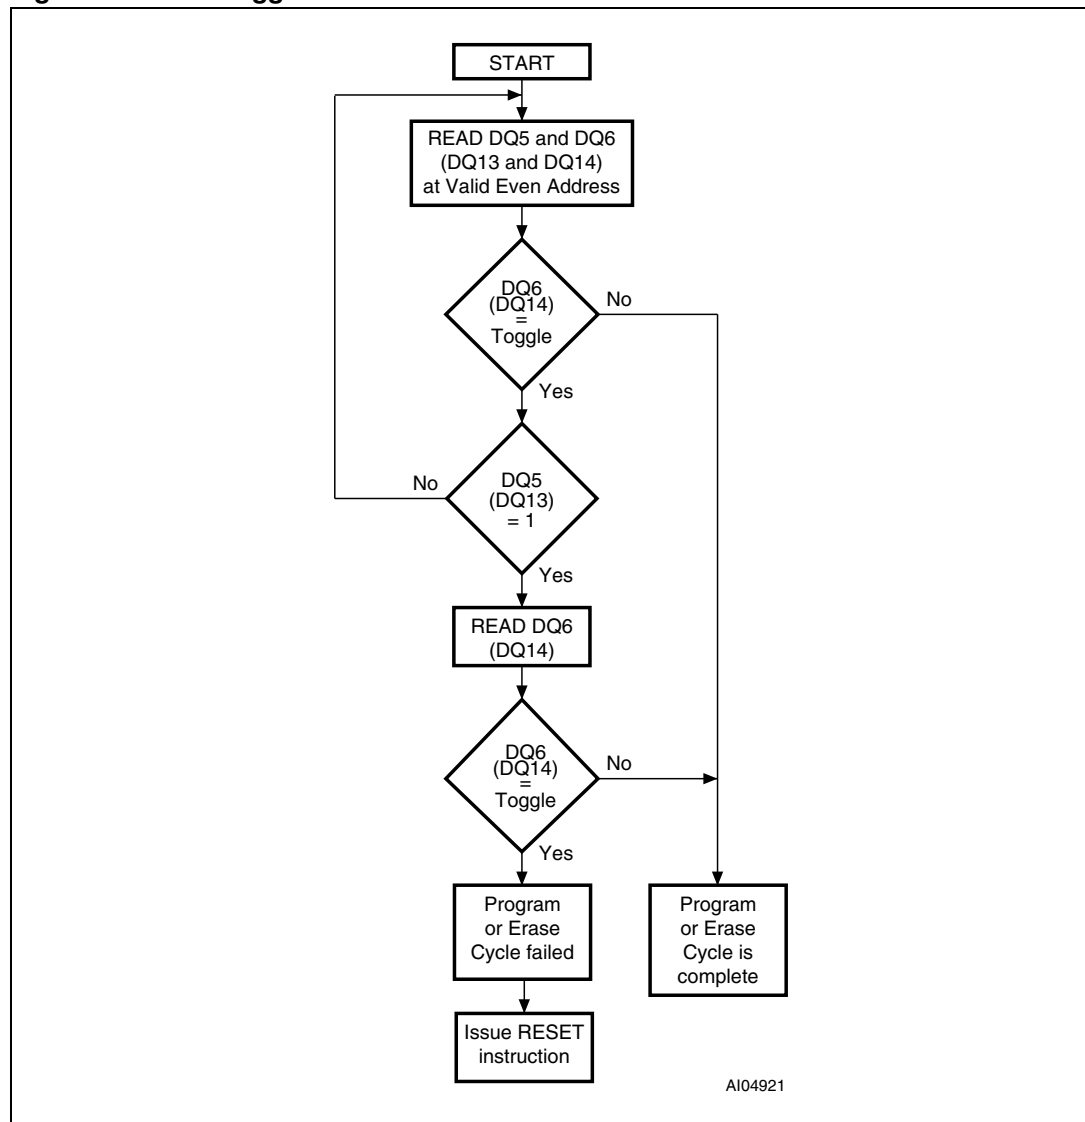 START
READ DQ5 and DQ6
(DQ13 and DQ14)
at Valid Even Address
DQ6
(DQ14)
=
Toggle
No
Yes
DQ5
(DQ13)
= 1
No
Yes
READ DQ6
(DQ14)
DQ6
(DQ14)
=
Toggle
No
Yes
Program
or Erase
Cycle failed
Program
or Erase
Cycle is
complete
Issue RESET
instruction
AI04921